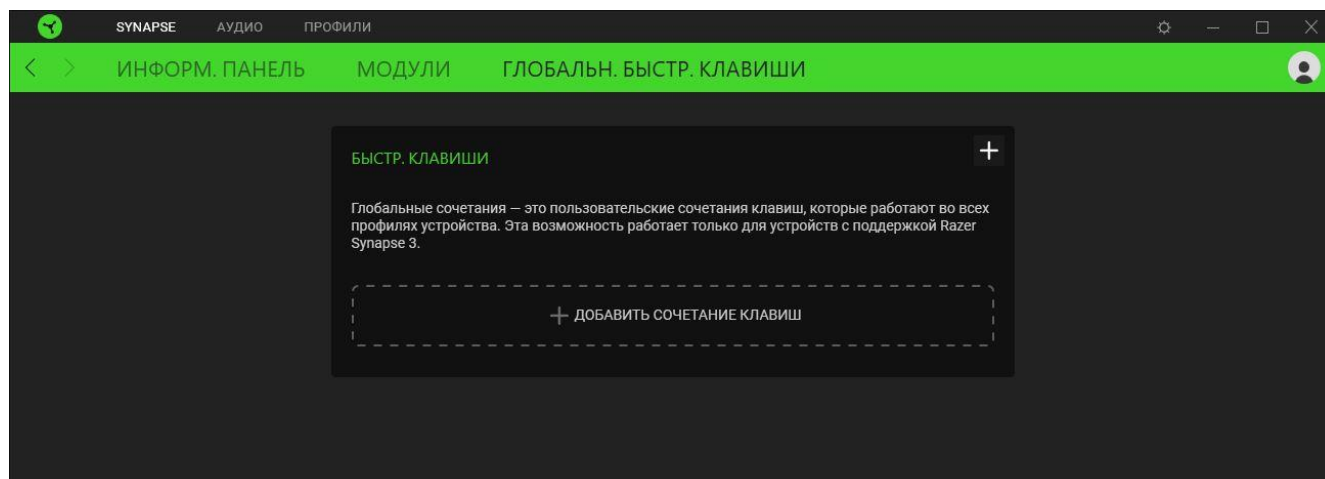 SYNAPSE АУДИО ПРОФИЛИ
ИНФОРМ. ПАНЕЛЬ МОДУЛИ ГЛОБАЛЬН. БЫСТР. КЛАВИШИ
БЫСТР. КЛАВИШИ
Глобальные сочетания — это пользовательские сочетания клавиш, которые работают во всех
профилях устройства. Эта возможность работает только для устройств с поддержкой Razer
Synapse 3.
ДОБАВИТЬ СОЧЕТАНИЕ КЛАВИШ